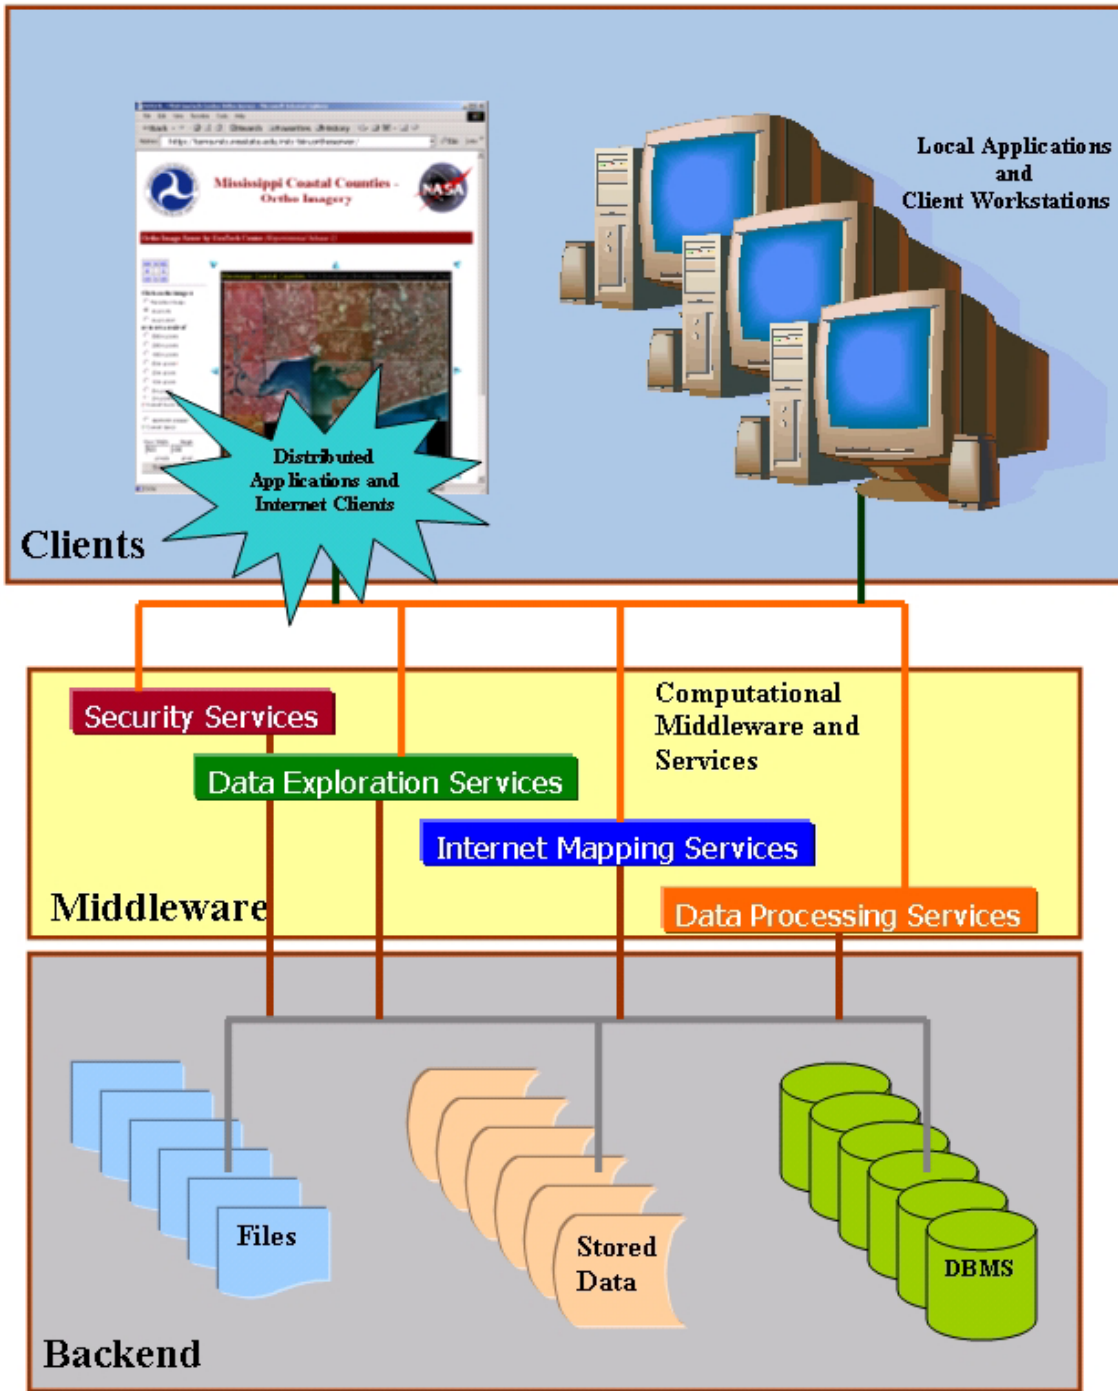 Mississippi Coastal Counties -
Ortho Imagery
NASA
Distributed
Applications and
Internet Clients
Local Applications
and
Client Workstations
Clients
Security Services
Data Exploration Services
Internet Mapping Services
Data Processing Services
Computational
Middleware and
Services
Middleware
Files
Stored
Data
DBMS
Backend